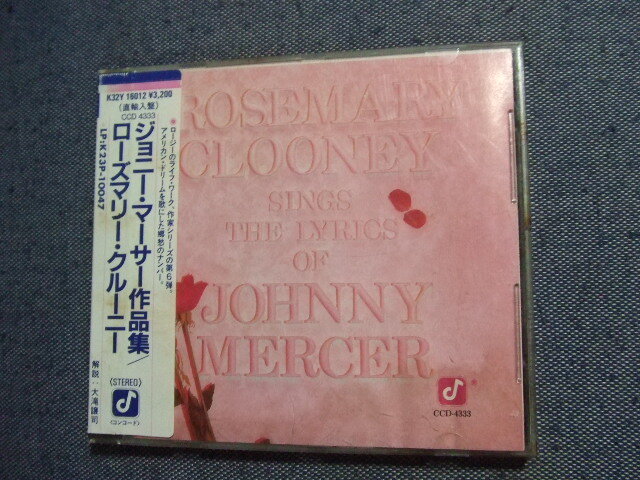 K32Y 16012 ¥3,200
(直輸入盤)
CCD 4333
LP:K23P-10047
ジョニー・マーサー作品集/
ローズマリー・クルーニー
●ロージーのライフ・ワーク、作家シリーズの第6弾。
アメリカン・ドリームを歌にした郷愁のナンバー。
(STEREO)
(コンコード)
解説:大滝譲司
ROSEMARY
CLOONEY
SINGS
THE LYRICS
OF
JOHNNY
MERCER
CCD-4333